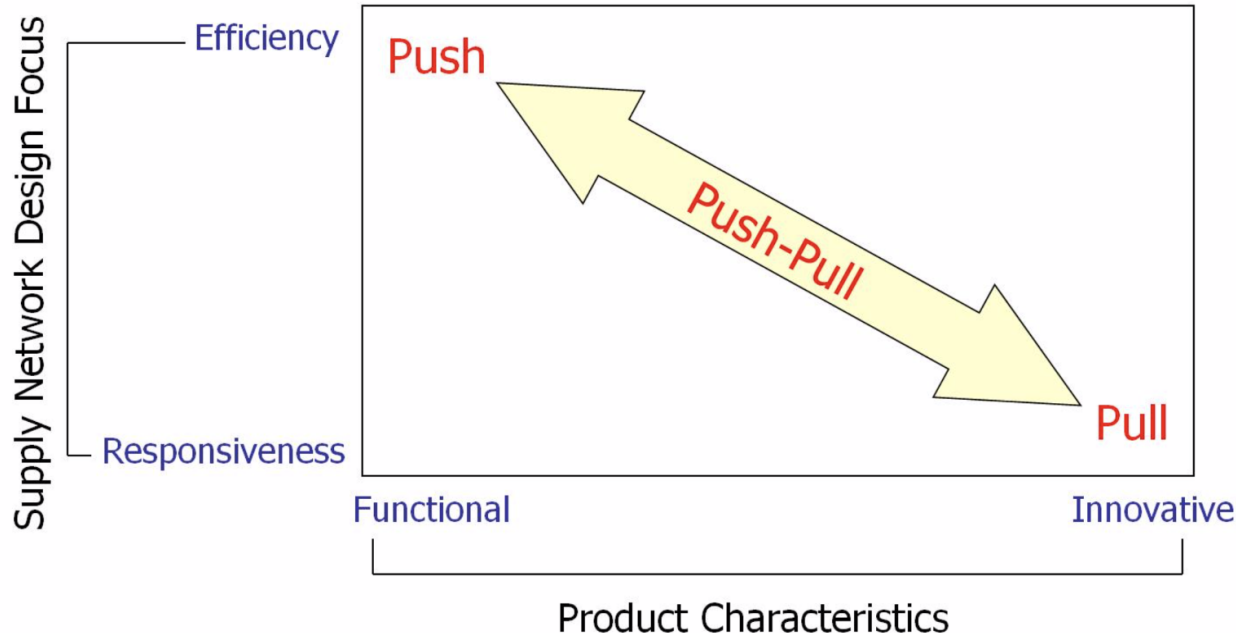 Supply Network Design Focus
Efficiency
Push
Push-Pull
Pull
Responsiveness
Functional
Innovative
Product Characteristics